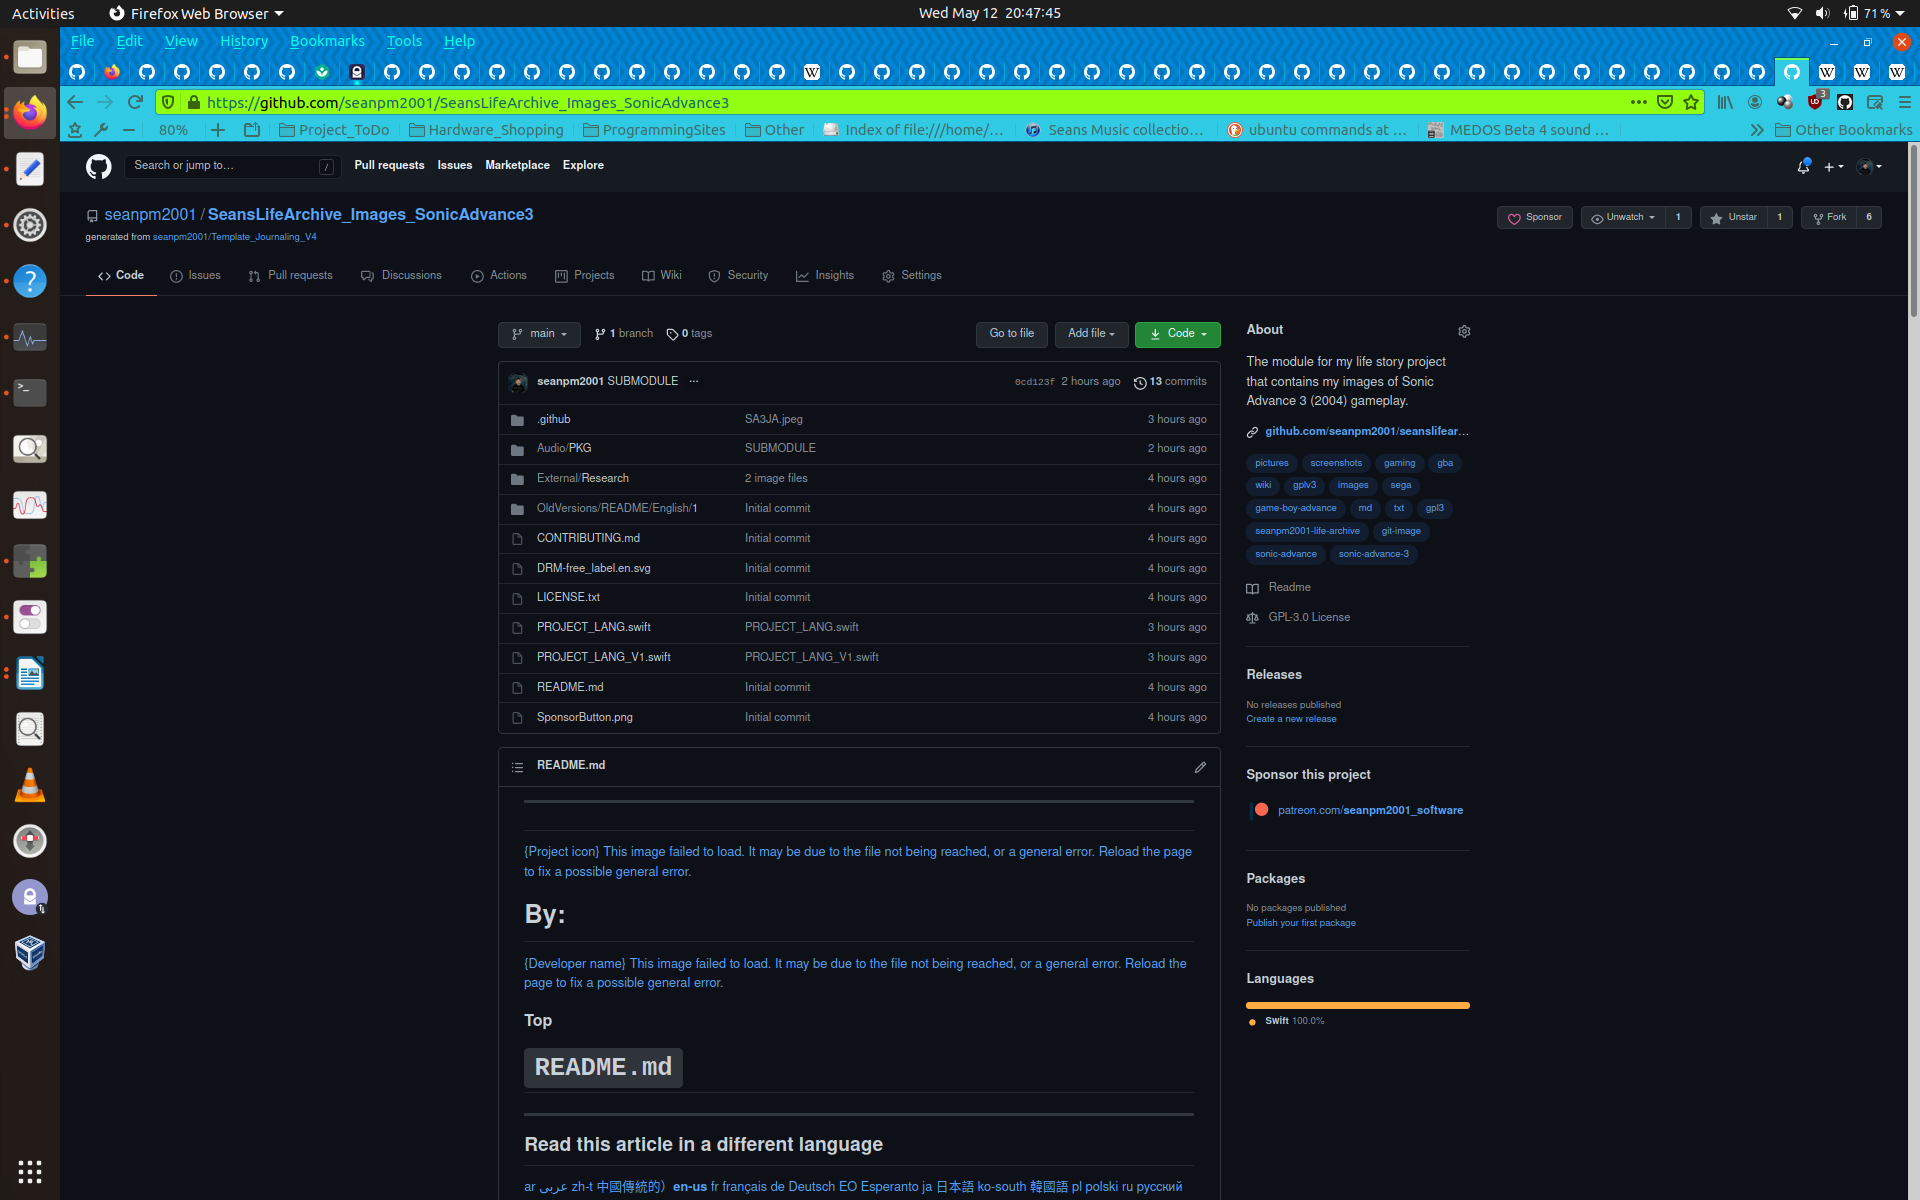 Activities
Firefox Web Browser
Wed May 12 20:47:45
71 %
File Edit View History Bookmarks Tools Help
https://github.com/seanpm2001/SeansLifeArchive_Images_SonicAdvance3
3
80%
Project_ToDo
Hardware_Shopping
ProgrammingSites
Other
Index of file:///home/...
Seans Music collectio...
ubuntu commands at ...
MEDOS Beta 4 sound ...
Other Bookmarks
Search or jump to...
/
Pull requests Issues Marketplace Explore
seanpm2001 / SeansLifeArchive_Images_SonicAdvance3
generated from seanpm2001/Template_Journaling_V4
Sponsor
Unwatch 1
Unstar 1
Fork 6
Code
Issues
Pull requests
Discussions
Actions
Projects
Wiki
Security
Insights
Settings
main
1 branch
0 tags
Go to file
Add file
Code
seanpm2001 SUBMODULE ...
0cd123f 2 hours ago
13 commits
.github SA3JA.jpeg 3 hours ago
Audio/PKG SUBMODULE 2 hours ago
External/Research 2 image files 4 hours ago
OldVersions/README/English/1 Initial commit 4 hours ago
CONTRIBUTING.md Initial commit 4 hours ago
DRM-free_label.en.svg Initial commit 4 hours ago
LICENSE.txt Initial commit 4 hours ago
PROJECT_LANG.swift PROJECT_LANG.swift 3 hours ago
PROJECT_LANG_V1.swift PROJECT_LANG_V1.swift 3 hours ago
README.md Initial commit 4 hours ago
SponsorButton.png Initial commit 4 hours ago
README.md
{Project icon} This image failed to load. It may be due to the file not being reached, or a general error. Reload the page
to fix a possible general error.
By:
{Developer name} This image failed to load. It may be due to the file not being reached, or a general error. Reload the
page to fix a possible general error.
Top
README.md
Read this article in a different language
ar عربى zh-t 中國傳統的）en-us fr français de Deutsch EO Esperanto ja 日本語 ko-south 韓國語 pl polski ru русский
About
The module for my life story project
that contains my images of Sonic
Advance 3 (2004) gameplay.
github.com/seanpm2001/seanslifear...
pictures screenshots gaming gba
wiki gplv3 images sega
game-boy-advance md txt gpl3
seanpm2001-life-archive git-image
sonic-advance sonic-advance-3
Readme
GPL-3.0 License
Releases
No releases published
Create a new release
Sponsor this project
patreon.com/seanpm2001_software
Packages
No packages published
Publish your first package
Languages
Swift 100.0%